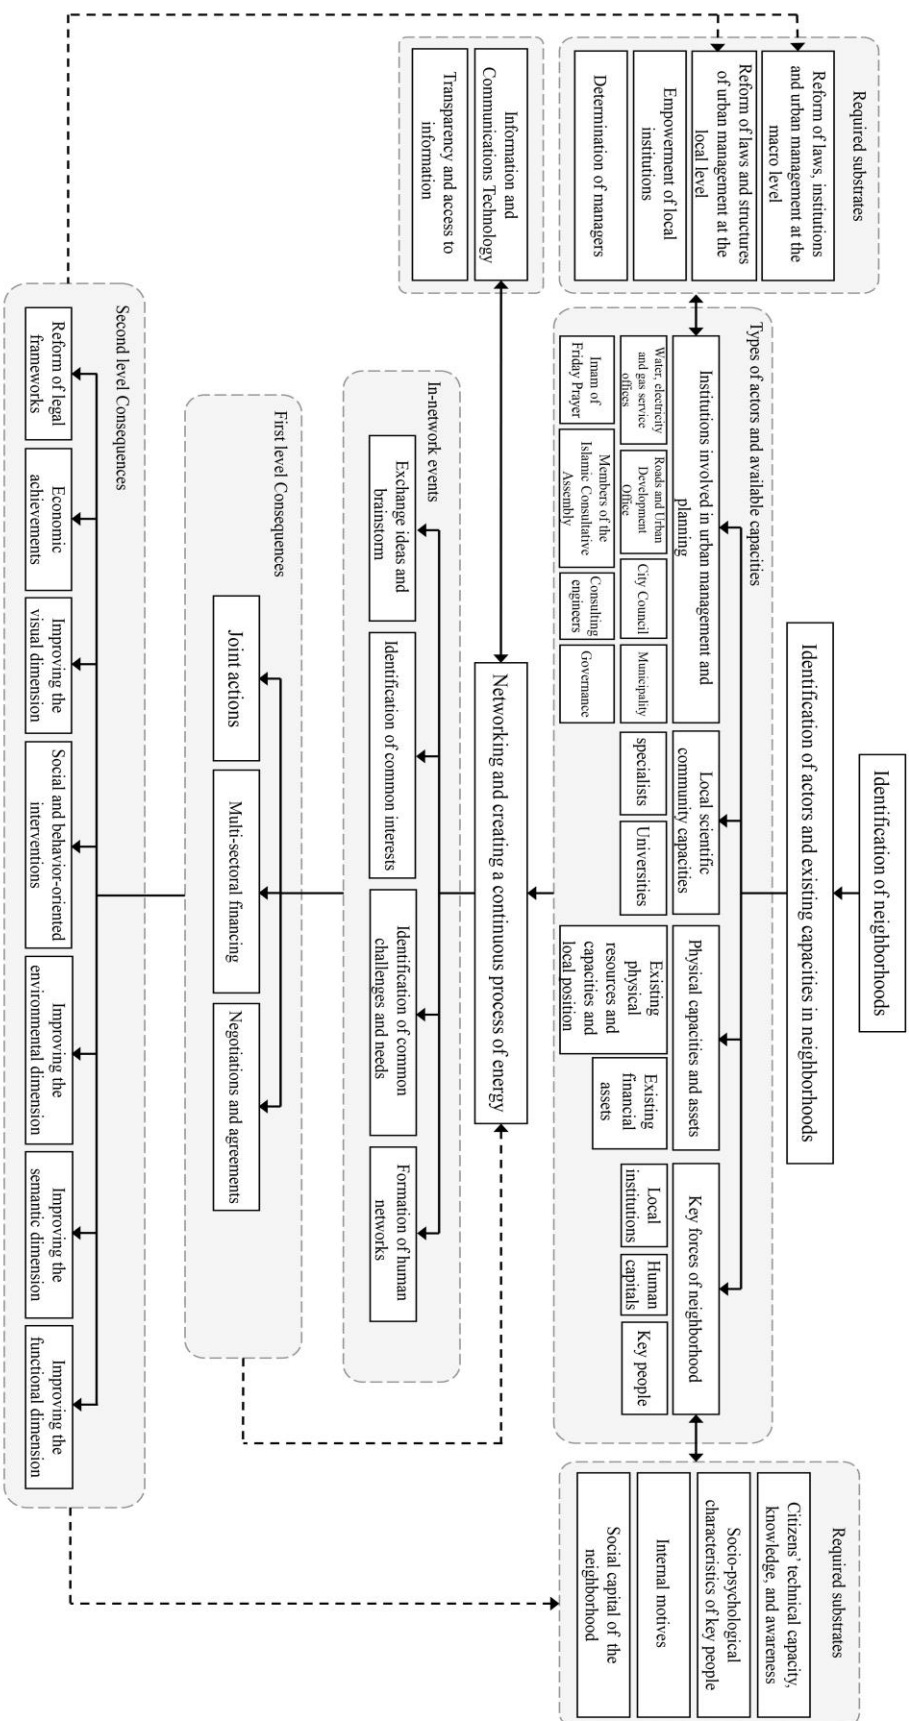 Identification of neighborhoods
Identification of actors and existing capacities in neighborhoods
Required substrates
Reform of laws, institutions
and urban management at the
macro level
Reform of laws and structures
of urban management at the
local level
Empowerment of local
institutions
Determination of managers
Types of actors and available capacities
Institutions involved in urban management and
planning
Water, electricity
and gas service
offices
Roads and Urban
Development
Office
City Council
Municipality
Imam of
Friday Prayer
Members of the
Islamic Consultative
Assembly
Consulting
engineers
Governance
Local scientific
community capacities
specialists
Universities
Physical capacities and assets
Existing
physical
resources and
capacities and
local position
Existing
financial
assets
Key forces of neighborhood
Local
institutions
Human
capitals
Key people
Required substrates
Citizens’ technical capacity,
knowledge, and awareness
Socio-psychological
characteristics of key people
Internal motives
Social capital of the
neighborhood
Information and
Communications Technology
Transparency and access to
information
Networking and creating a continuous process of energy
In-network events
Exchange ideas and
brainstorm
Identification of common interests
Identification of common
challenges and needs
Formation of human
networks
First level Consequences
Joint actions
Multi-sectoral financing
Negotiations and agreements
Second level Consequences
Reform of legal
frameworks
Economic
achievements
Improving the
visual dimension
Social and behavior-oriented
interventions
Improving the
environmental dimension
Improving the
semantic dimension
Improving the
functional dimension